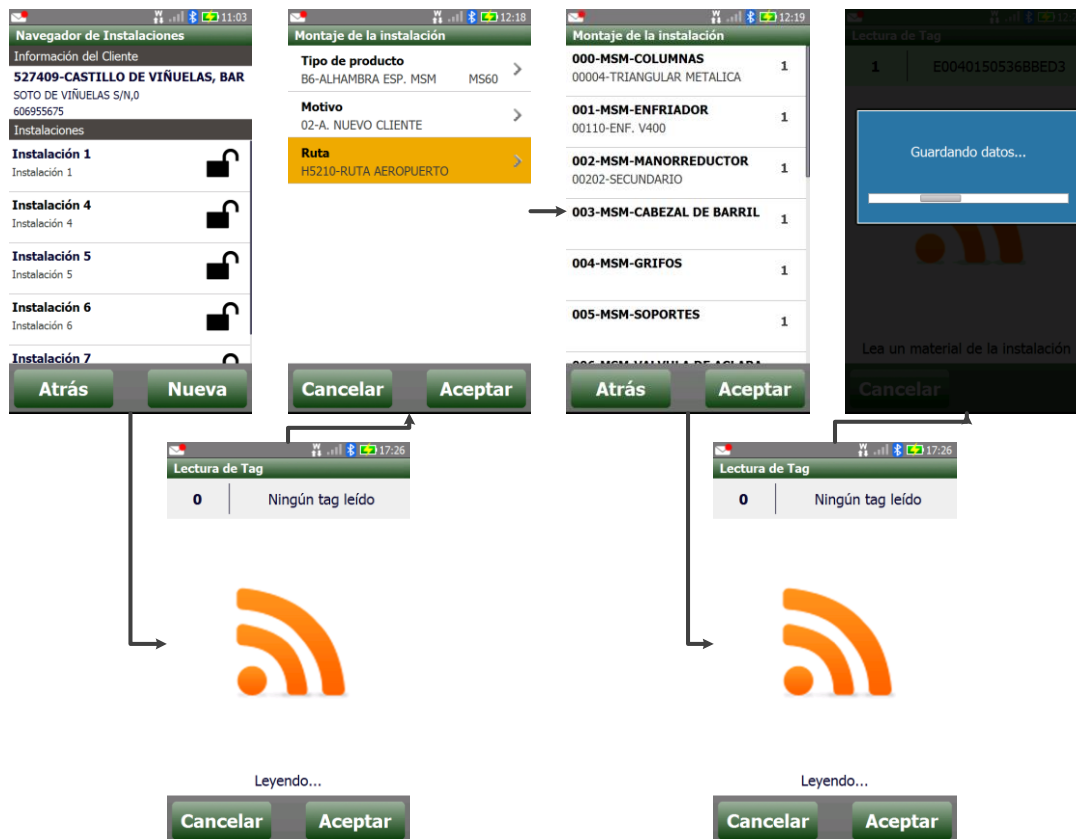 11:03
Navegador de Instalaciones
Información del Cliente
527409-CASTILLO DE VIÑUELAS, BAR
SOTO DE VIÑUELAS S/N,0
606955675
Instalaciones
Instalación 1
Instalación 1
Instalación 4
Instalación 4
Instalación 5
Instalación 5
Instalación 6
Instalación 6
Instalación 7
Atrás Nueva
12:18
Montaje de la instalación
Tipo de producto
B6-ALHAMBRA ESP. MSM MS60
Motivo
02-A. NUEVO CLIENTE
Ruta
H5210-RUTA AEROPUERTO
Cancelar Aceptar
12:19
Montaje de la instalación
000-MSM-COLUMNAS 1
00004-TRIANGULAR METALICA
001-MSM-ENFRIADOR 1
00110-ENF. V400
002-MSM-MANORREDUCTOR 1
00202-SECUNDARIO
003-MSM-CABEZAL DE BARRIL 1
004-MSM-GRIFOS 1
005-MSM-SOPORTES 1
006-MSM-VALVULA DE ACLARA
Atrás Aceptar
Lectura de Tag
1 E0040150536BBED3
Guardando datos...
Lea un material de la instalación
Cancelar
17:26
Lectura de Tag
0 Ningún tag leído
Leyendo...
Cancelar Aceptar
17:26
Lectura de Tag
0 Ningún tag leído
Leyendo...
Cancelar Aceptar